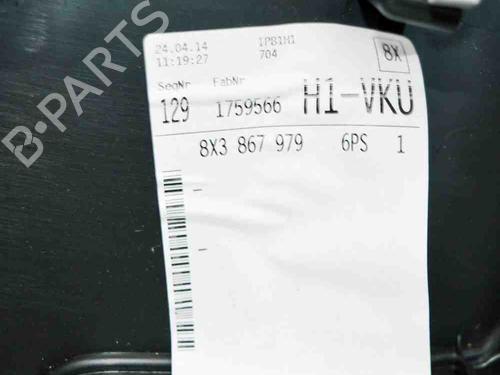 24.04.14 1PB1H1 8X
11:19:27 704
SeqNr FabNr
129 1759566 H1-VKU
8X3 867 979 6PS 1
B-PARTS